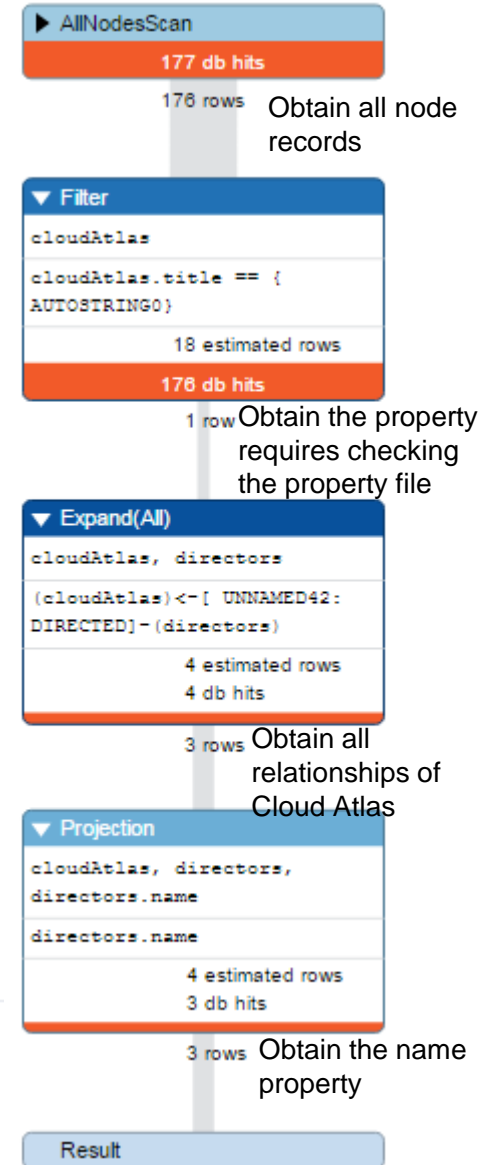 AllNodesScan
177 db hits
176 rows
Obtain all node
records
Filter
cloudAtlas
cloudAtlas.title == {
AUTOSTRING0}
18 estimated rows
176 db hits
1 row
Obtain the property
requires checking
the property file
Expand(All)
cloudAtlas, directors
(cloudAtlas)<-[ UNNAMED42:
DIRECTED]-(directors)
4 estimated rows
4 db hits
3 rows
Obtain all
relationships of
Cloud Atlas
Projection
cloudAtlas, directors,
directors.name
directors.name
4 estimated rows
3 db hits
3 rows
Obtain the name
property
Result